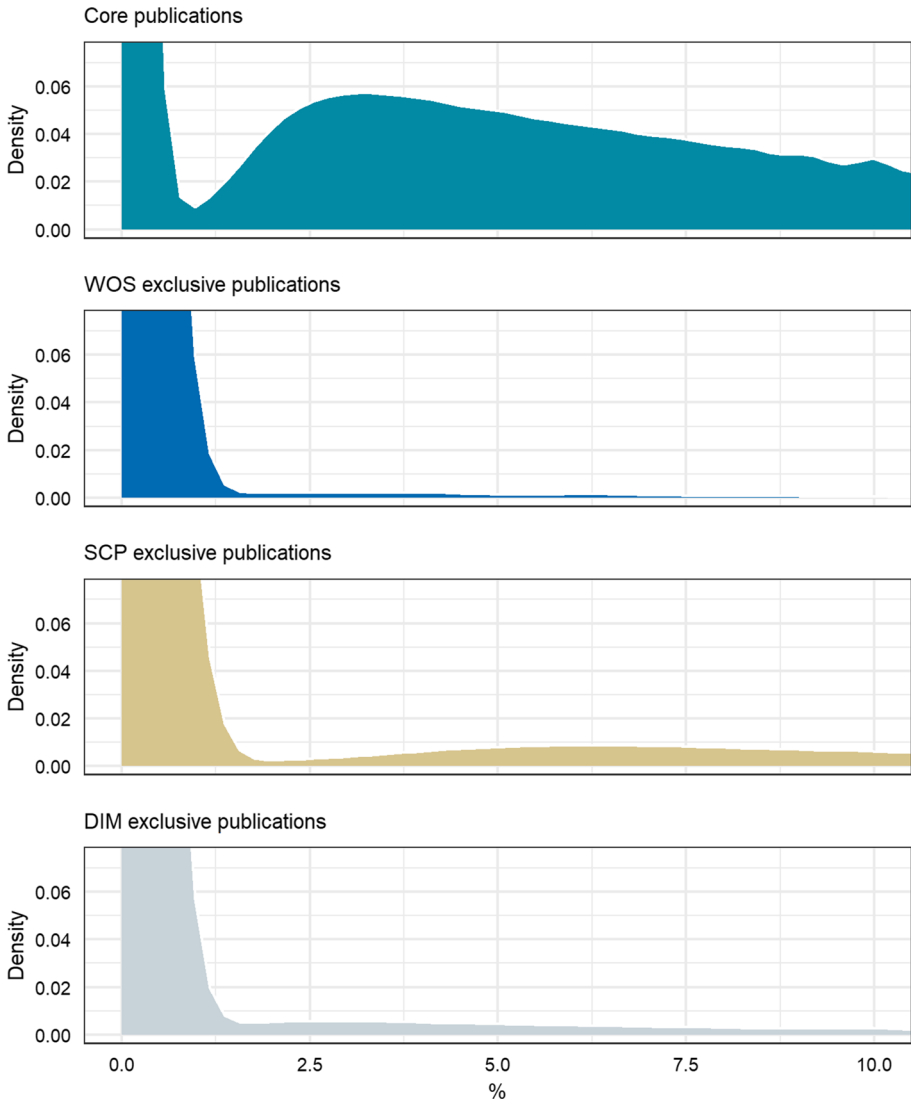 Core publications
Density
0.06
0.04
0.02
0.00
WOS exclusive publications
Density
0.06
0.04
0.02
0.00
SCP exclusive publications
Density
0.06
0.04
0.02
0.00
DIM exclusive publications
Density
0.06
0.04
0.02
0.00
0.0 2.5 5.0 7.5 10.0
%